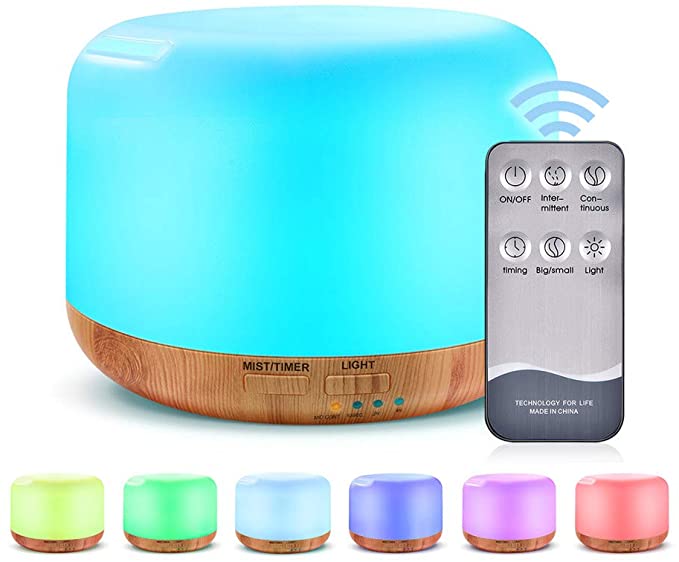 ON/OFF
Inter-
mittent
Con-
tinuous
timing
Big/small
Light
MIST/TIMER
LIGHT
TECHNOLOGY FOR LIFE
MADE IN CHINA